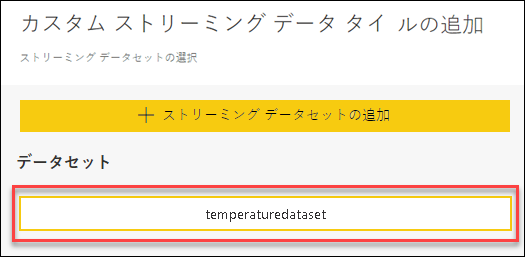 カスタム ストリーミング データ タイ ルの追加
ストリーミング データセットの選択
＋ ストリーミング データセットの追加
データセット
temperaturedataset